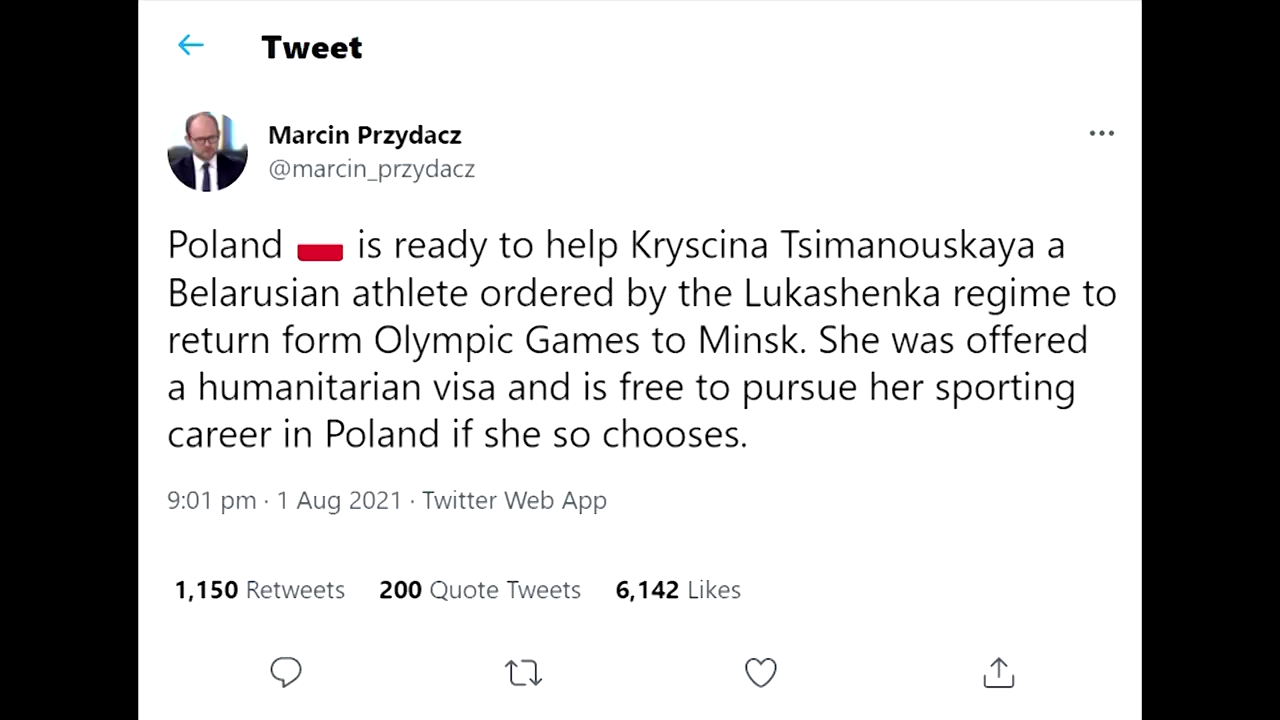 Tweet
Marcin Przydacz
@marcin_przydacz
Poland 🇵🇱 is ready to help Kryscina Tsimanouskaya a
Belarusian athlete ordered by the Lukashenka regime to
return form Olympic Games to Minsk. She was offered
a humanitarian visa and is free to pursue her sporting
career in Poland if she so chooses.
9:01 pm · 1 Aug 2021 · Twitter Web App
1,150 Retweets 200 Quote Tweets 6,142 Likes